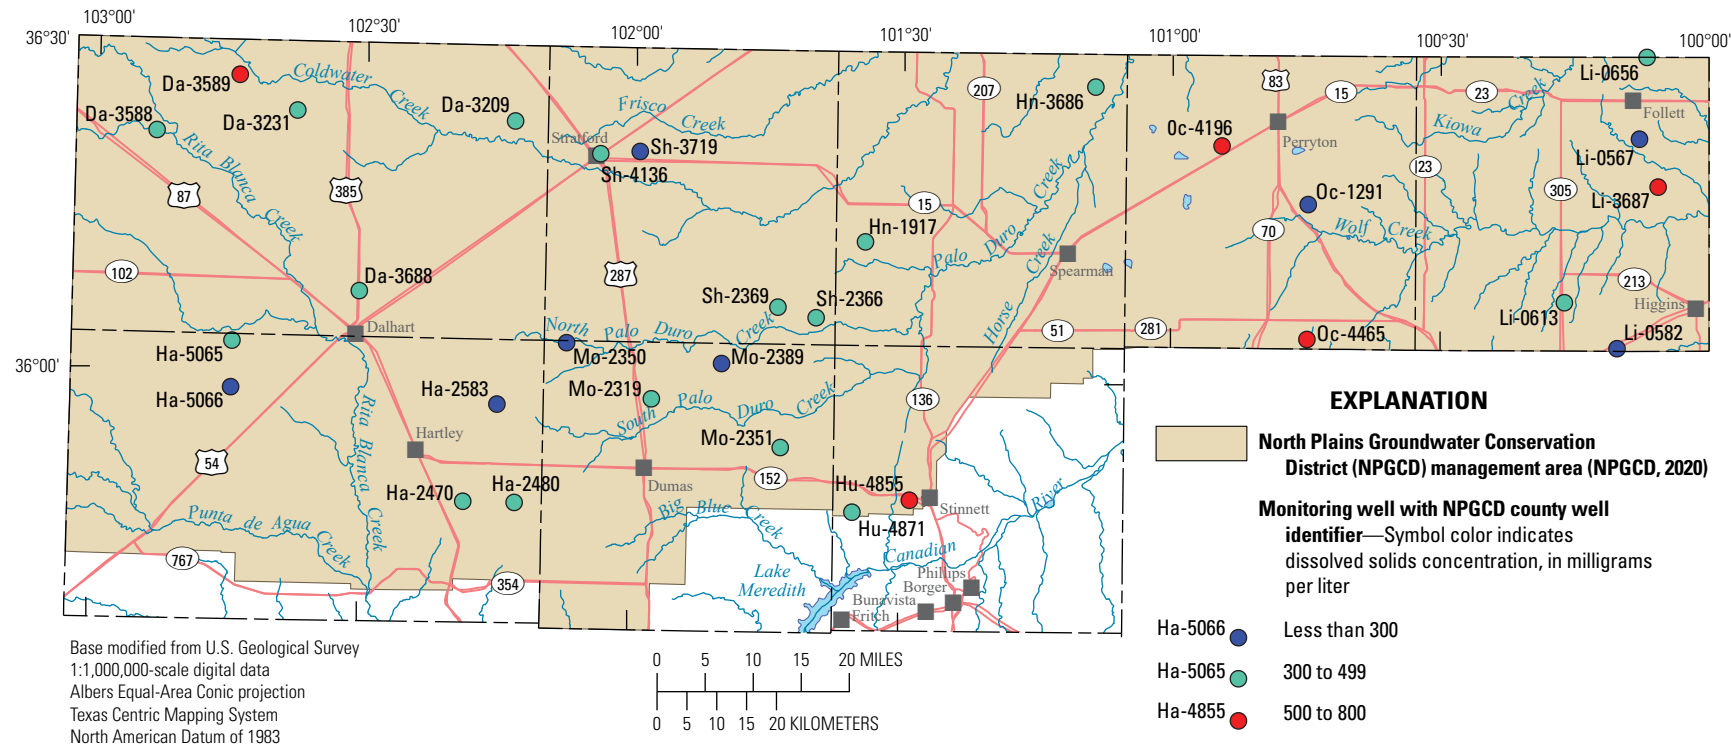 103°00'
102°30'
102°00'
101°30'
101°00'
100°30'
100°00'
36°30'
36°00'
Da-3589
Da-3588
Da-3231
Da-3209
Coldwater
Creek
Rita Blanca
Creek
87
385
102
Da-3688
Dalhart
Frisco
Creek
Stratford
Sh-3719
Sh-4136
287
Sh-2369
Sh-2366
207
Hn-3686
15
Hn-1917
Palo Duro
Creek
Horse
Creek
Spearman
Oc-4196
83
Perryton
15
23
Kiowa
Creek
Li-0656
Follett
Li-0567
Li-3687
305
23
Oc-1291
Wolf Creek
70
51
281
Oc-4465
213
Higgins
Li-0613
Li-0582
Ha-5065
Ha-5066
Ha-2583
Hartley
54
Rita Blanca
Creek
Ha-2470
Ha-2480
Punta de Agua
Creek
767
354
North Palo Duro
Creek
Mo-2350
Mo-2389
Mo-2319
South Palo Duro Creek
Mo-2351
Dumas
152
Big Blue
Creek
136
Hu-4855
Hu-4871
Stinnett
Canadian
River
Lake
Meredith
Phillips
Borger
Bunavista
Fritch
EXPLANATION
North Plains Groundwater Conservation
District (NPGCD) management area (NPGCD, 2020)
Monitoring well with NPGCD county well
identifier—Symbol color indicates
dissolved solids concentration, in milligrams
per liter
Ha-5066 Less than 300
Ha-5065 300 to 499
Ha-4855 500 to 800
Base modified from U.S. Geological Survey
1:1,000,000-scale digital data
Albers Equal-Area Conic projection
Texas Centric Mapping System
North American Datum of 1983
0 5 10 15 20 MILES
0 5 10 15 20 KILOMETERS